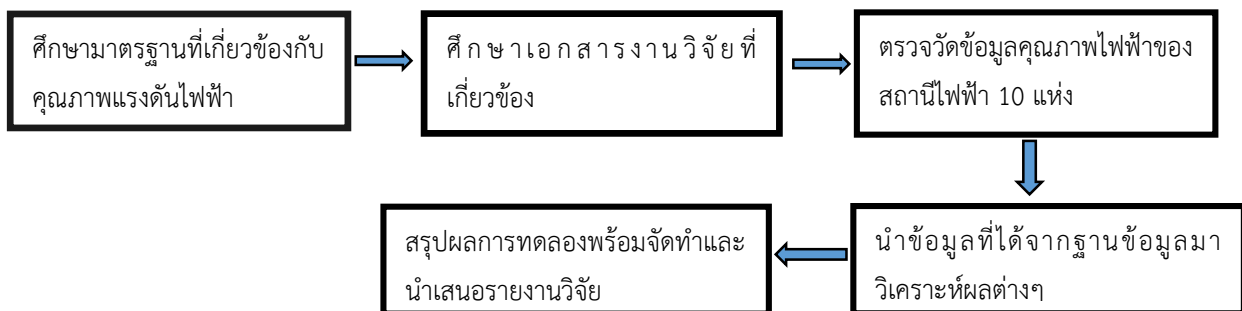 ศึกษามาตรฐานที่เกี่ยวข้องกับ
คุณภาพแรงดันไฟฟ้า
ศึกษาเอกสารงานวิจัยที่
เกี่ยวข้อง
ตรวจวัดข้อมูลคุณภาพไฟฟ้าของ
สถานีไฟฟ้า 10 แห่ง
นำข้อมูลที่ได้จากฐานข้อมูลมา
วิเคราะห์ผลต่างๆ
สรุปผลการทดลองพร้อมจัดทำและ
นำเสนอรายงานวิจัย